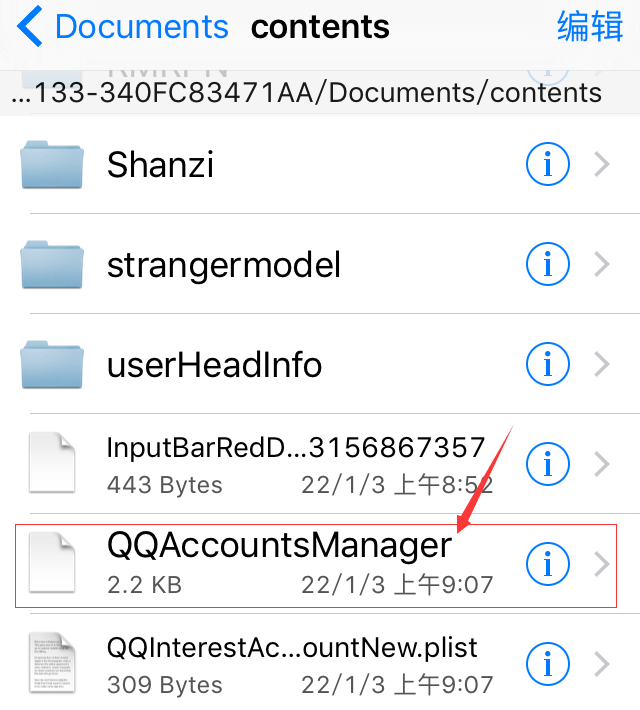 Documents contents 编辑
...133-340FC83471AA/Documents/contents
Shanzi
strangermodel
userHeadInfo
InputBarRedD...3156867357
443 Bytes 22/1/3 上午8:52
QQAccountsManager
2.2 KB 22/1/3 上午9:07
QQInterestAc...ountNew.plist
309 Bytes 22/1/3 上午9:07